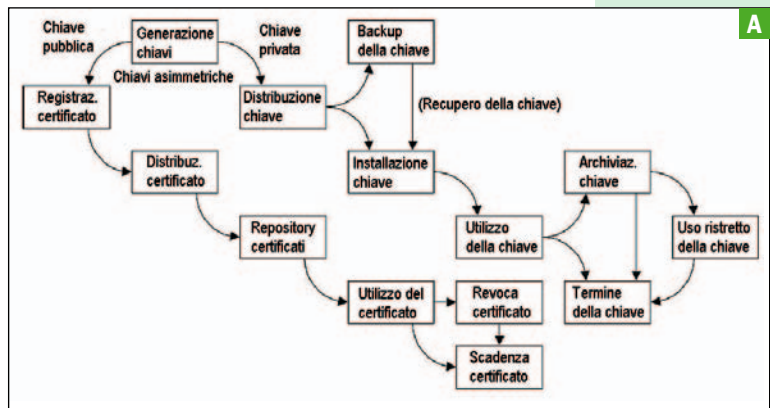 A
Chiave
pubblica
Generazione
chiavi
Chiave
privata
Backup
della chiave
Chiavi asimmetriche
Registraz.
certificato
Distribuzione
chiave
(Recupero della chiave)
Distribuz.
certificato
Installazione
chiave
Archiviaz.
chiave
Repository
certificati
Utilizzo
della chiave
Uso ristretto
della chiave
Utilizzo del
certificato
Revoca
certificato
Termine
della chiave
Scadenza
certificato